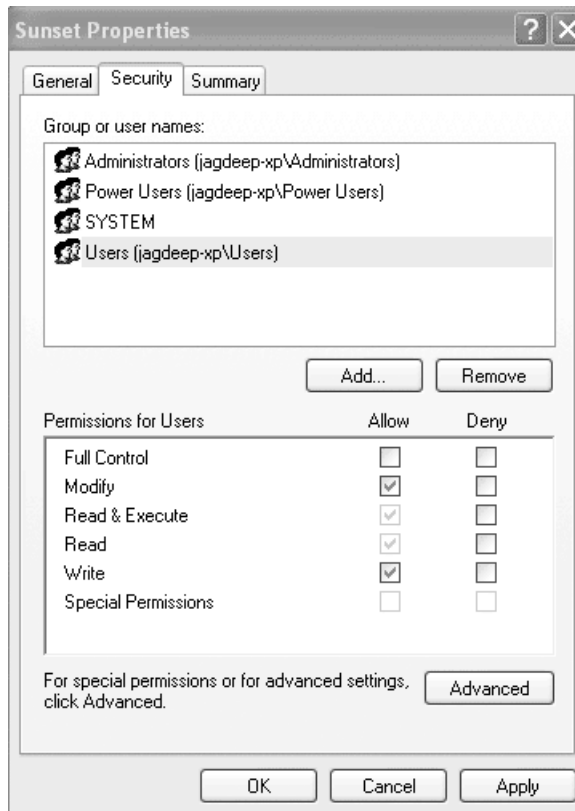 Sunset Properties
General Security Summary
Group or user names:
Administrators (jagdeep-xp\Administrators)
Power Users (jagdeep-xp\Power Users)
SYSTEM
Users (jagdeep-xp\Users)
Add... Remove
Permissions for Users Allow Deny
Full Control
Modify
Read & Execute
Read
Write
Special Permissions
For special permissions or for advanced settings, Advanced
click Advanced.
OK Cancel Apply